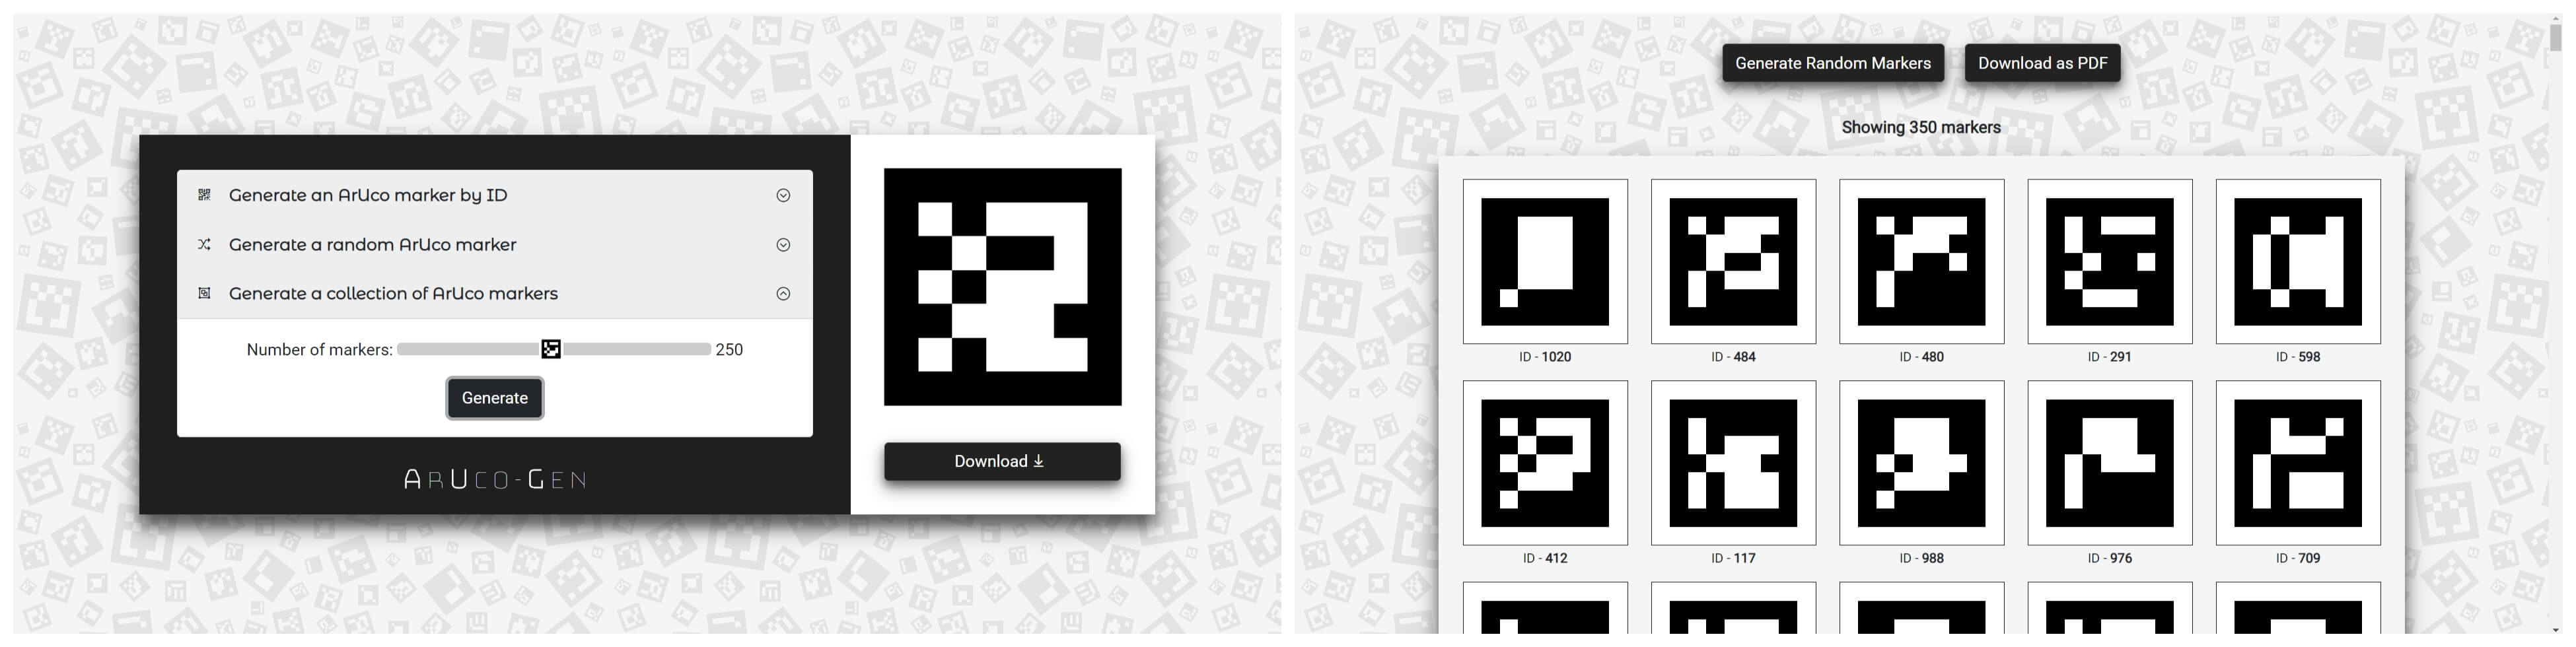 Generate an ArUco marker by ID
Generate a random ArUco marker
Generate a collection of ArUco markers
Number of markers: 250
Generate
ARUCO-GEN
Download
Generate Random Markers
Download as PDF
Showing 350 markers
ID - 1020
ID - 484
ID - 480
ID - 291
ID - 598
ID - 412
ID - 117
ID - 988
ID - 976
ID - 709